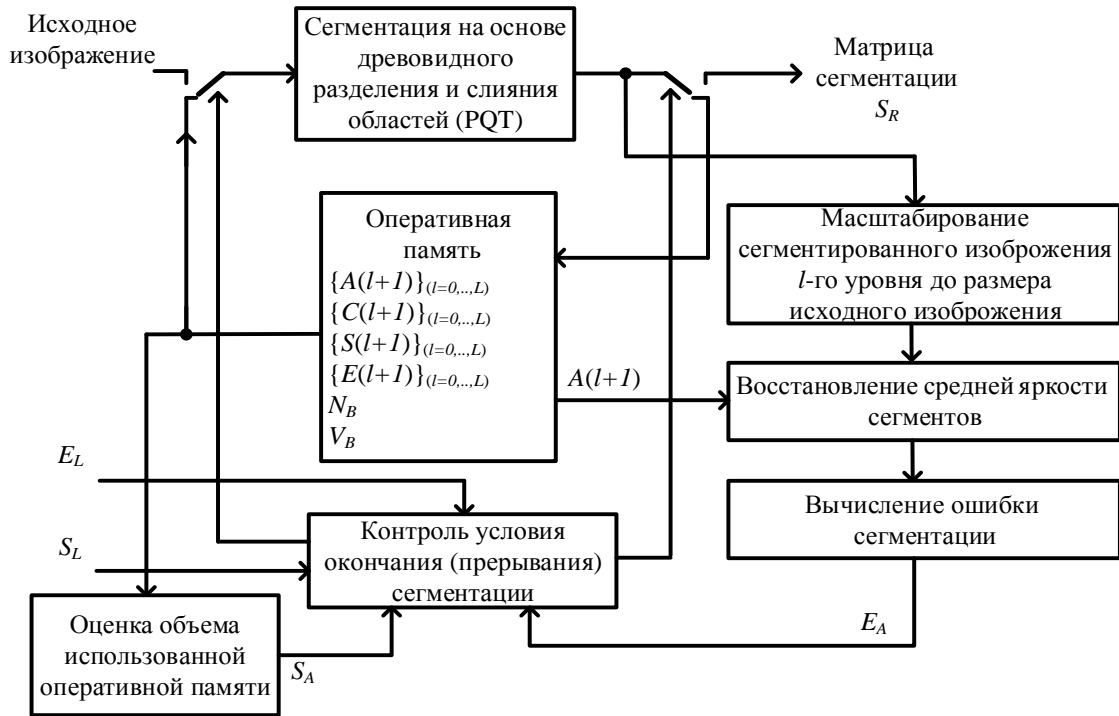 Исходное
изображение
Сегментация на основе
древовидного
разделения и слияния
областей (PQT)
Матрица
сегментации
S_R
Оперативная
память
{A(l+1)}(l=0,..,L)
{C(l+1)}(l=0,..,L)
{S(l+1)}(l=0,..,L)
{E(l+1)}(l=0,..,L)
N_B
V_B
Масштабирование
сегментированного изоброжения
l-го уровня до размера
исходного изоброжения
A(l+1)
Восстановление средней яркости
сегментов
E_L
Вычисление ошибки
сегментации
S_L
Контроль условия
окончания (прерывания)
сегментации
E_A
Оценка объема
использованной
оперативной памяти
S_A